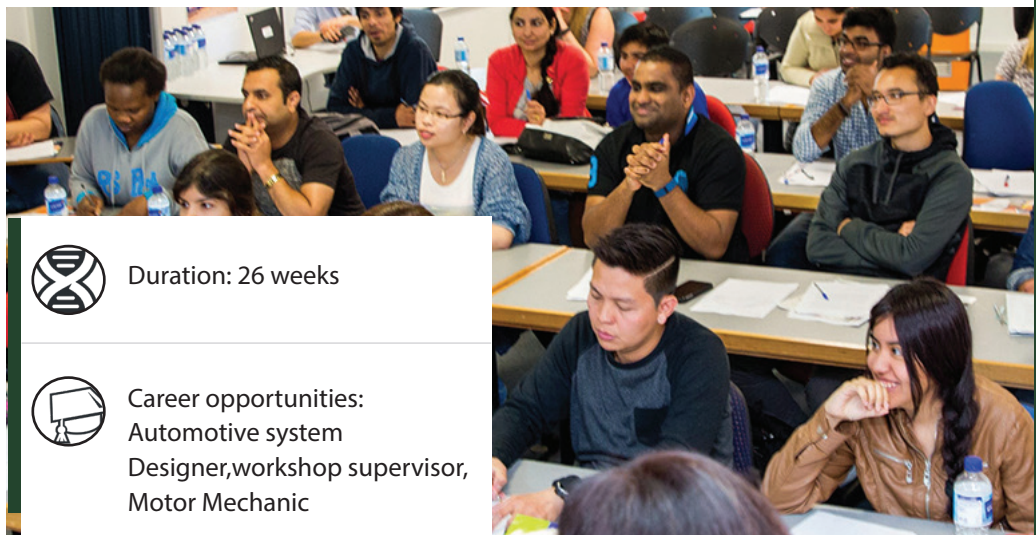 Duration: 26 weeks
Career opportunities:
Automotive system
Designer,workshop supervisor,
Motor Mechanic